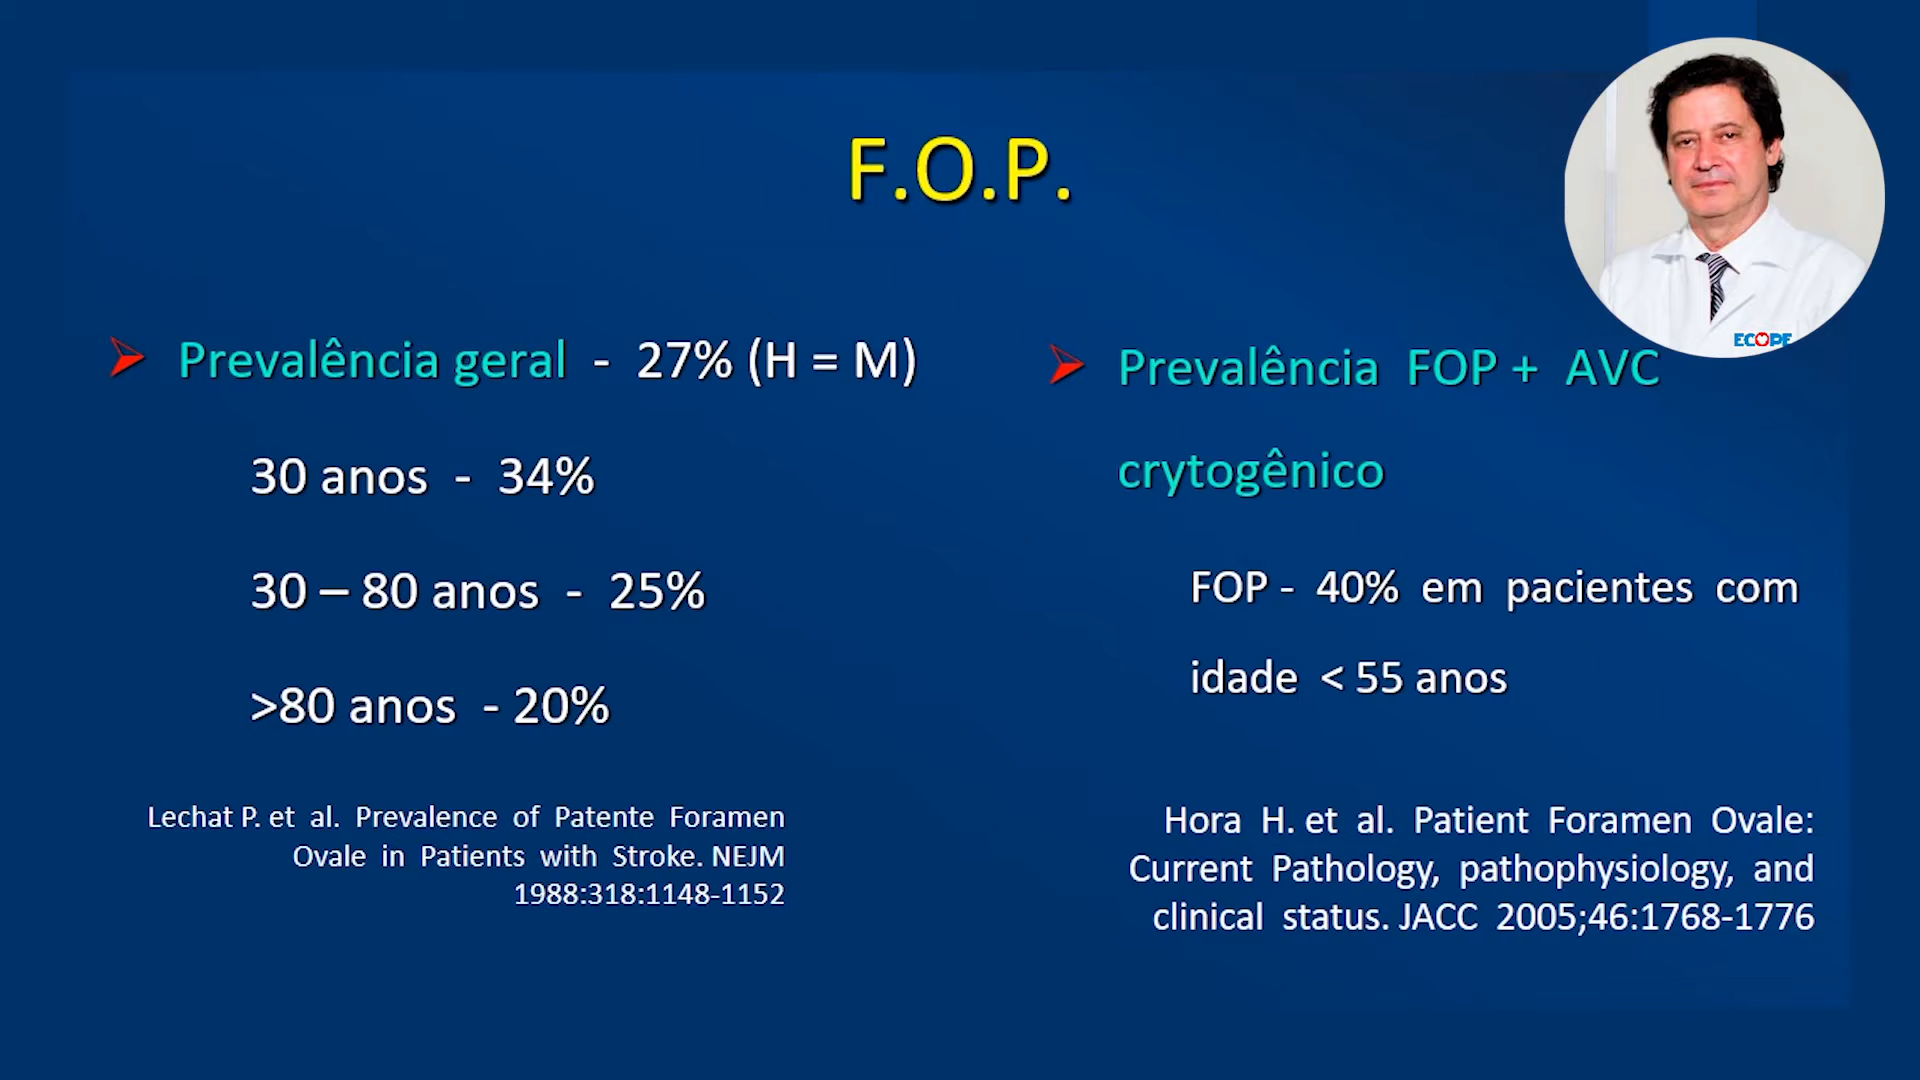 F.O.P.
Prevalência geral - 27% (H = M)
30 anos - 34%
30 – 80 anos - 25%
>80 anos - 20%
Lechat P. et al. Prevalence of Patente Foramen
Ovale in Patients with Stroke. NEJM
1988:318:1148-1152
ECOPE
Prevalência FOP + AVC
crytogênico
FOP - 40% em pacientes com
idade < 55 anos
Hora H. et al. Patient Foramen Ovale:
Current Pathology, pathophysiology, and
clinical status. JACC 2005;46:1768-1776